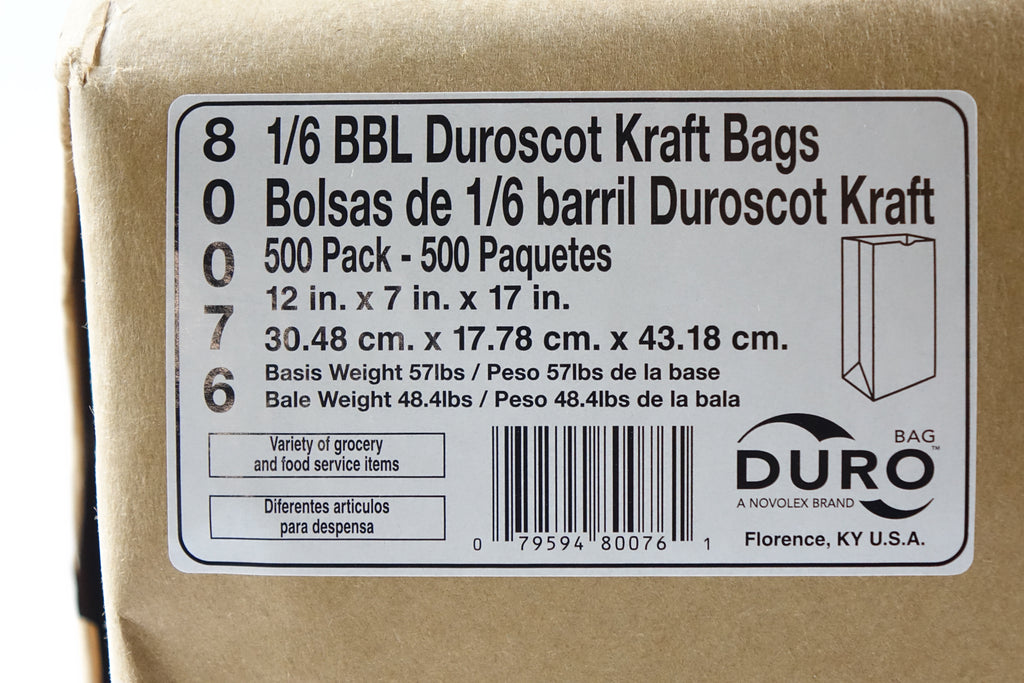 8
0
0
7
6
1/6 BBL Duroscot Kraft Bags
Bolsas de 1/6 barril Duroscot Kraft
500 Pack - 500 Paquetes
12 in. x 7 in. x 17 in.
30.48 cm. x 17.78 cm. x 43.18 cm.
Basis Weight 57lbs / Peso 57lbs de la base
Bale Weight 48.4lbs / Peso 48.4lbs de la bala
Variety of grocery
and food service items
Diferentes articulos
para despensa
0 79594 80076 1
BAG
DURO™
A NOVOLEX BRAND
Florence, KY U.S.A.